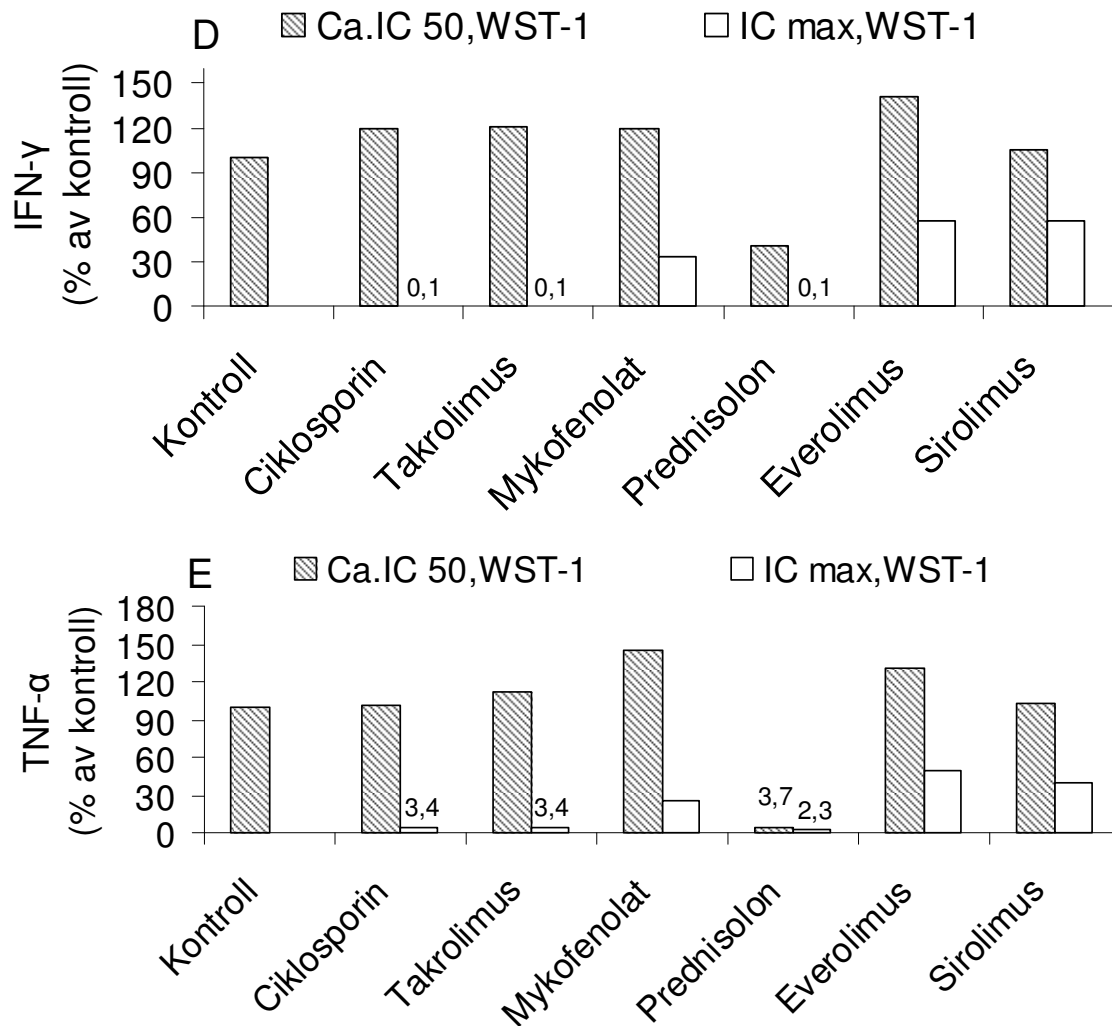 D Ca.IC 50,WST-1 IC max,WST-1
IFN-γ
(% av kontroll)
150
120
90
60
30
0
0,1
0,1
0,1
Kontroll
Ciklosporin
Takrolimus
Mykofenolat
Prednisolon
Everolimus
Sirolimus
E Ca.IC 50,WST-1 IC max,WST-1
TNF-α
(% av kontroll)
180
150
120
90
60
30
0
3,4
3,4
3,7
2,3
Kontroll
Ciklosporin
Takrolimus
Mykofenolat
Prednisolon
Everolimus
Sirolimus